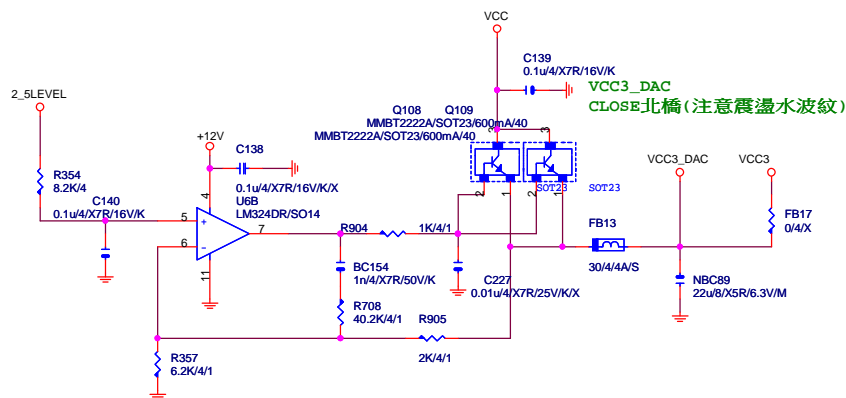 VCC
C139
0.1u/4/X7R/16V/K
VCC3_DAC
CLOSE北橋(注意震盪水波紋)
2_5LEVEL
Q108
Q109
MMBT2222A/SOT23/600mA/40
MMBT2222A/SOT23/600mA/40
+12V
C138
0.1u/4/X7R/16V/K/X
U6B
LM324DR/SO14
R354
8.2K/4
C140
0.1u/4/X7R/16V/K
3
3
2
1
2
1
SOT23
SOT23
VCC3_DAC
VCC3
4
5
+
6
-
7
11
R904
1K/4/1
FB13
30/4/4A/S
FB17
0/4/X
BC154
1n/4/X7R/50V/K
C227
0.01u/4/X7R/25V/K/X
NBC89
22u/8/X5R/6.3V/M
R708
40.2K/4/1
R905
2K/4/1
R357
6.2K/4/1